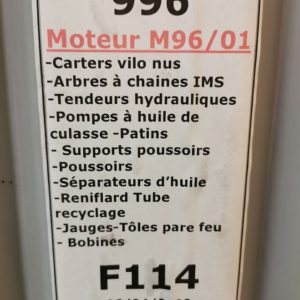 996
Moteur M96/01
-Carters vilo nus
-Arbres à chaines IMS
-Tendeurs hydrauliques
-Pompes à huile de
culasse -Patins
- Supports poussoirs
-Poussoirs
-Séparateurs d'huile
-Reniflard Tube
recyclage
-Jauges-Tôles pare feu
- Bobines
F114